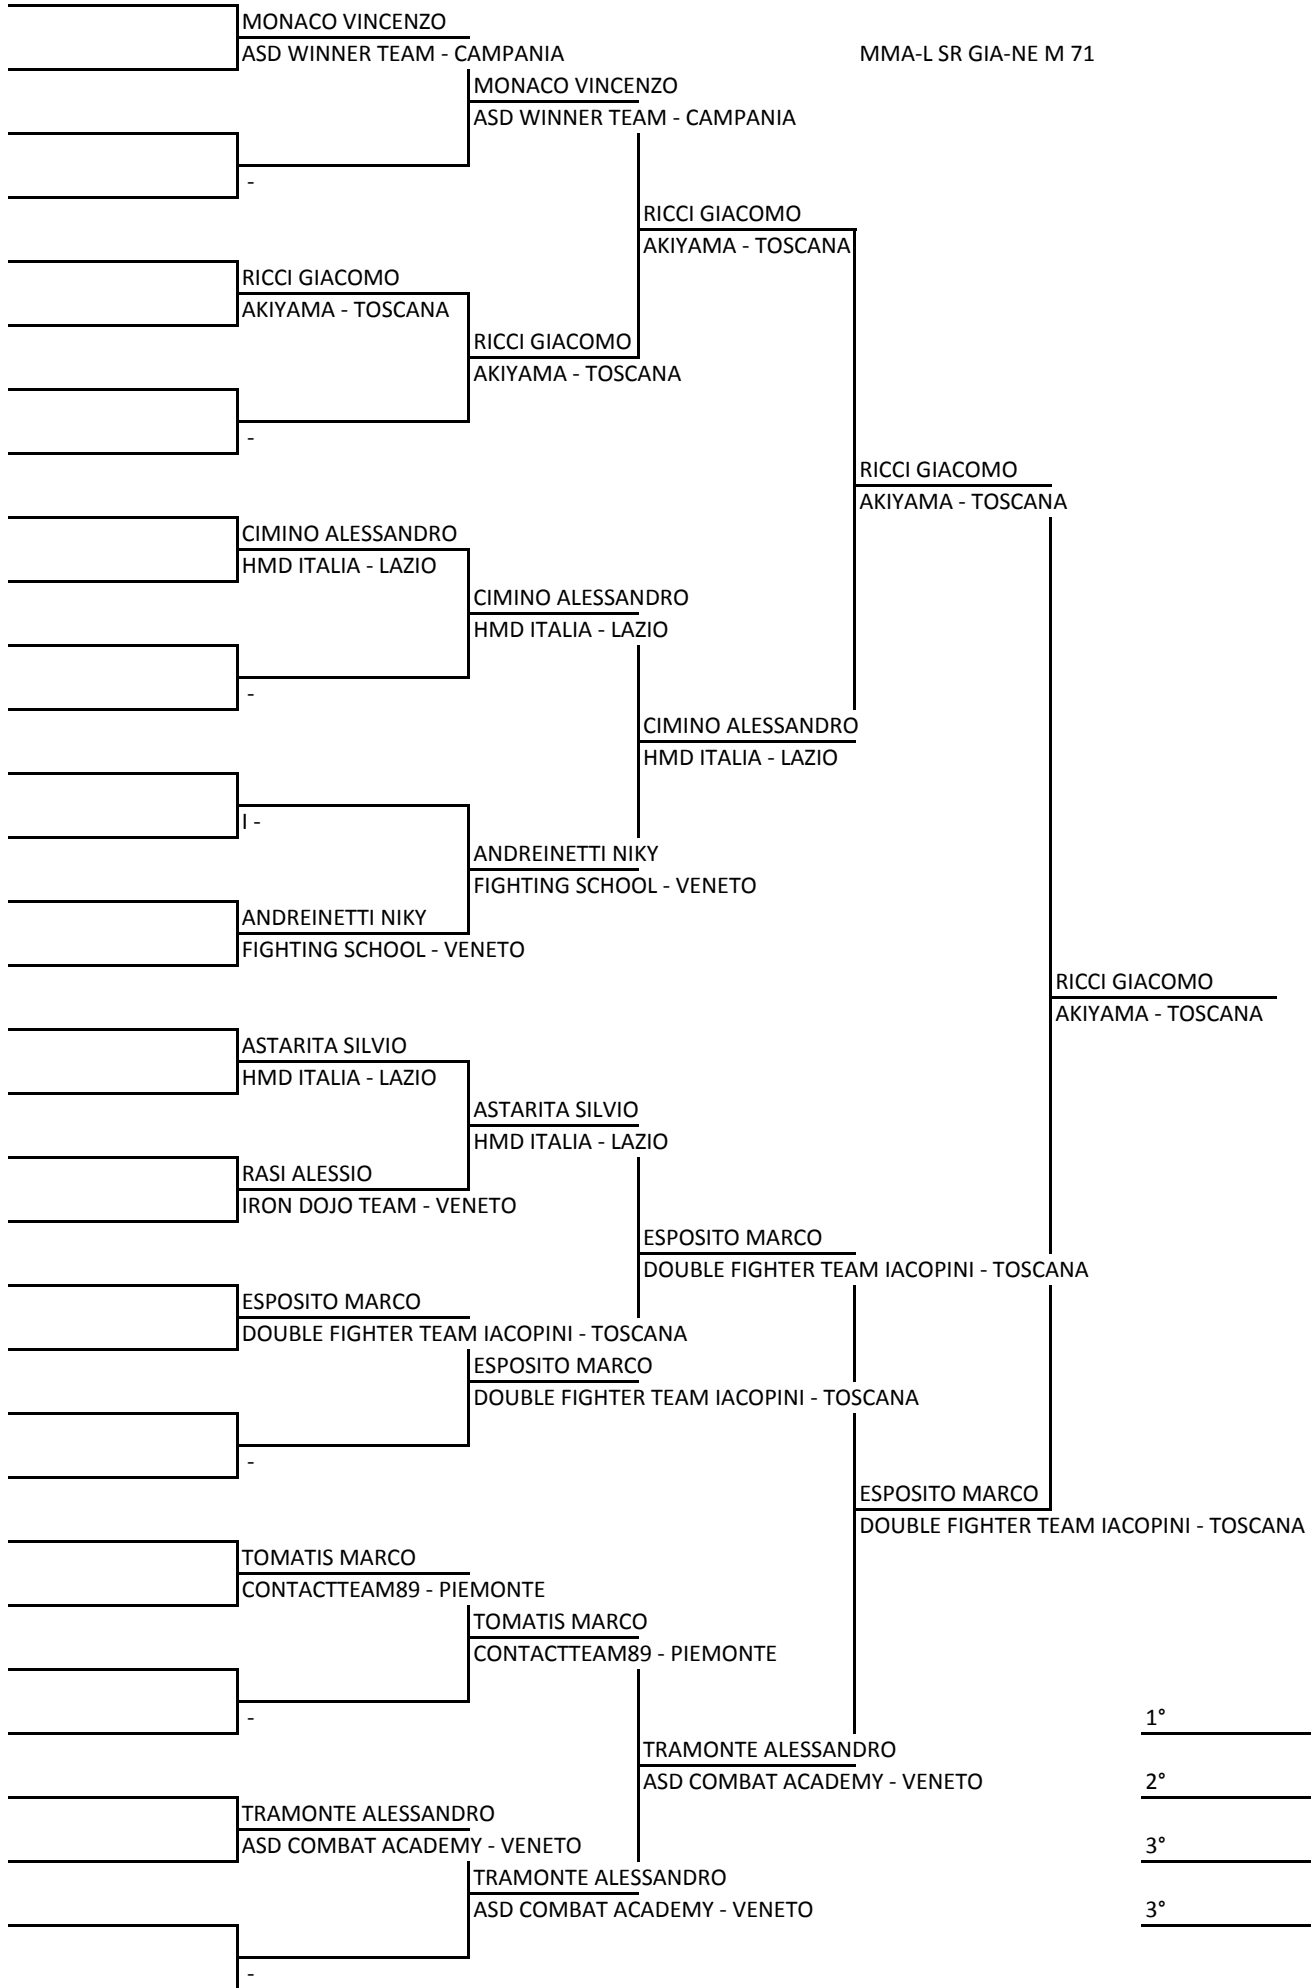 MONACO VINCENZO
ASD WINNER TEAM - CAMPANIA
MMA-L SR GIA-NE M 71
MONACO VINCENZO
ASD WINNER TEAM - CAMPANIA
-
RICCI GIACOMO
AKIYAMA - TOSCANA
RICCI GIACOMO
AKIYAMA - TOSCANA
RICCI GIACOMO
AKIYAMA - TOSCANA
-
RICCI GIACOMO
AKIYAMA - TOSCANA
CIMINO ALESSANDRO
HMD ITALIA - LAZIO
CIMINO ALESSANDRO
HMD ITALIA - LAZIO
-
CIMINO ALESSANDRO
HMD ITALIA - LAZIO
I -
ANDREINETTI NIKY
FIGHTING SCHOOL - VENETO
ANDREINETTI NIKY
FIGHTING SCHOOL - VENETO
RICCI GIACOMO
AKIYAMA - TOSCANA
ASTARITA SILVIO
HMD ITALIA - LAZIO
ASTARITA SILVIO
HMD ITALIA - LAZIO
RASI ALESSIO
IRON DOJO TEAM - VENETO
ESPOSITO MARCO
DOUBLE FIGHTER TEAM IACOPINI - TOSCANA
ESPOSITO MARCO
DOUBLE FIGHTER TEAM IACOPINI - TOSCANA
ESPOSITO MARCO
DOUBLE FIGHTER TEAM IACOPINI - TOSCANA
-
ESPOSITO MARCO
DOUBLE FIGHTER TEAM IACOPINI - TOSCANA
TOMATIS MARCO
CONTACTTEAM89 - PIEMONTE
TOMATIS MARCO
CONTACTTEAM89 - PIEMONTE
-
1°
TRAMONTE ALESSANDRO
ASD COMBAT ACADEMY - VENETO
2°
TRAMONTE ALESSANDRO
ASD COMBAT ACADEMY - VENETO
3°
TRAMONTE ALESSANDRO
ASD COMBAT ACADEMY - VENETO
3°
-